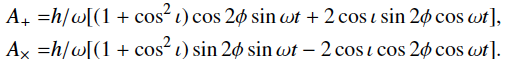 A₊ =h/ω[(1 + cos² ι) cos 2ϕ sin ωt + 2 cos ι sin 2ϕ cos ωt],
A× =h/ω[(1 + cos² ι) sin 2ϕ sin ωt − 2 cos ι cos 2ϕ cos ωt].